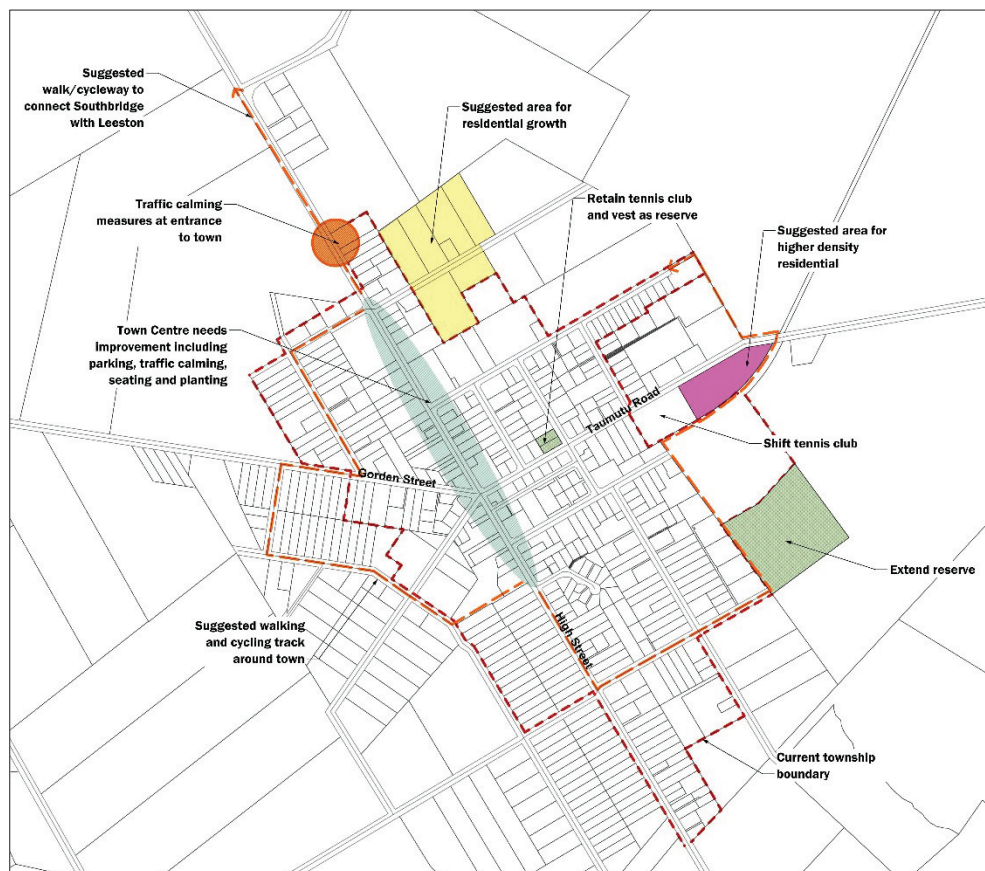 Suggested
walk/cycleway to
connect Southbridge
with Leeston
Suggested area for
residential growth
Traffic calming
measures at entrance
to town
Retain tennis club
and vest as reserve
Suggested area for
higher density
residential
Town Centre needs
improvement including
parking, traffic calming,
seating and planting
Taumutu Road
Shift tennis club
Gorden Street
Extend reserve
Suggested walking
and cycling track
around town
High Street
Current township
boundary